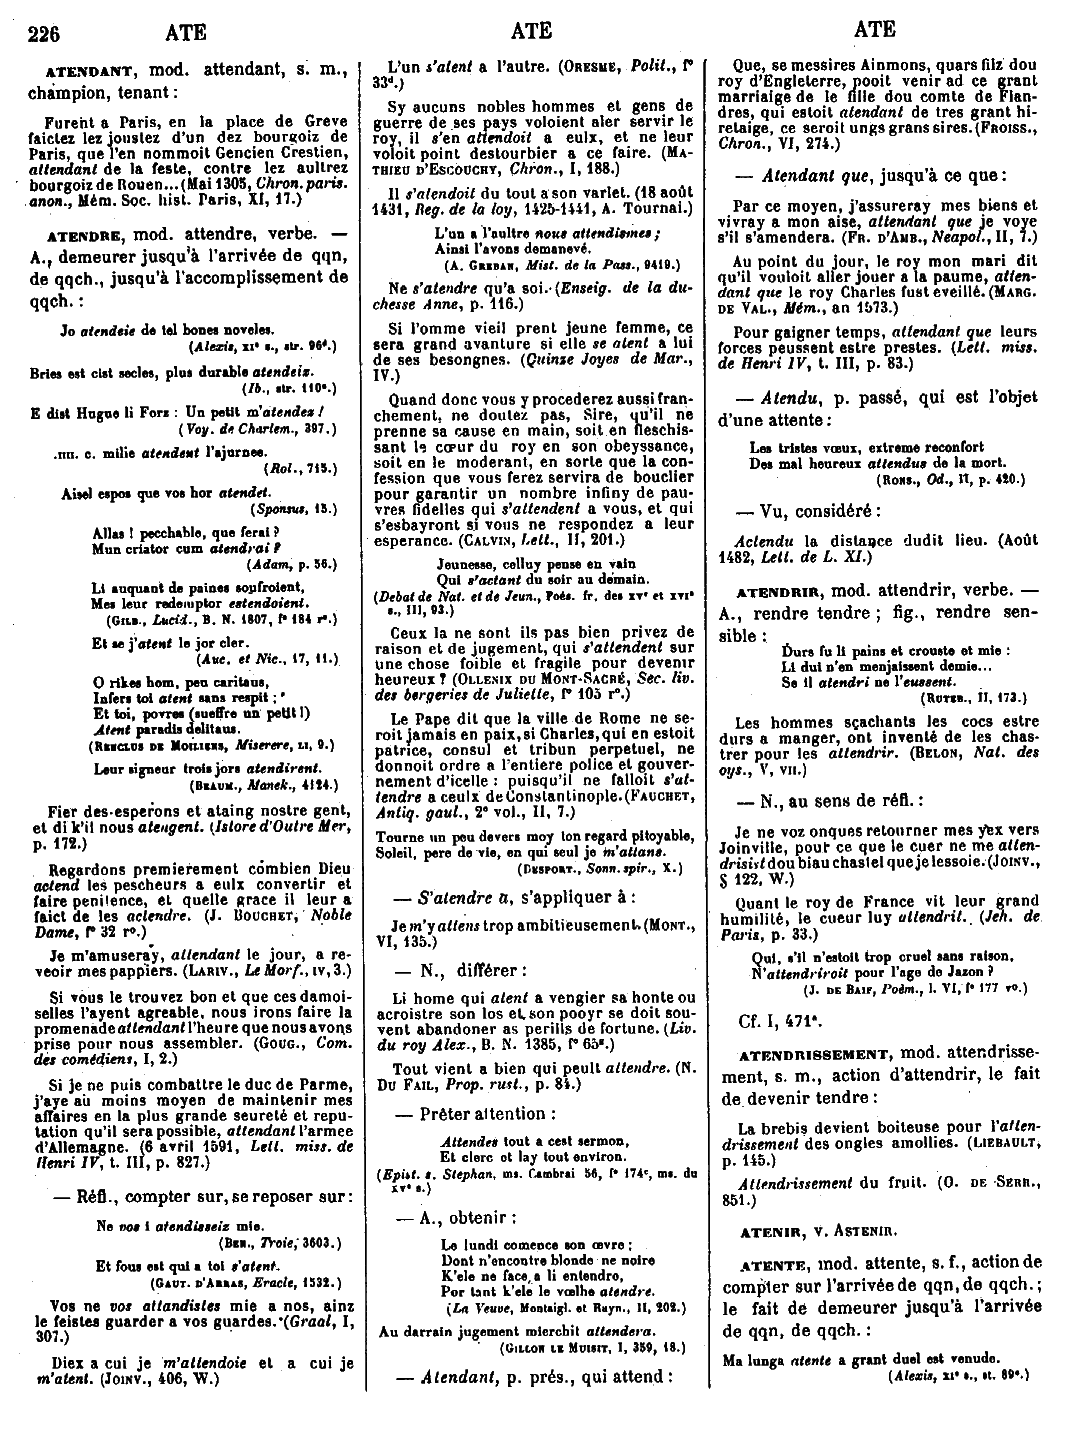 226 ATE ATE ATE
ATENDANT, mod. attendant, s. m.,
champion, tenant :
Furent a Paris, en la place de Greve
faictez lez joustez d'un dez bourgoiz de
Paris, que l'en nommoit Gencien Crestien,
attendant de la feste, contre lez aultrez
bourgoiz de Rouen... (Mai 1305, Chron. paris.
anon., Mém. Soc. hist. Paris, XI, 17.)
ATENDRE, mod. attendre, verbe. —
A., demeurer jusqu'à l'arrivée de qqn,
de qqch., jusqu'à l'accomplissement de
qqch. :
Jo atendeie de tel bones noveles.
(Alexis, XIe s., str. 96d.)
Bries est cist secles, plus durable atendeiz.
(Ib., str. 110e.)
E dist Hugue li Forz : Un petit m'atendez !
(Voy. de Charlem., 397.)
.IIII. c. milie atendent l'ajurnee.
(Rol., 715.)
Aisel espos que vos hor atendet.
(Sponsus, 15.)
Allas ! pecchable, que ferai ?
Mun criator cum atendrai ?
(Adam, p. 56.)
Li auquant de paines soufroient,
Mes leur redemptor estendoient.
(GILB., Lucid., B. N. 1807, f° 184 r°.)
Et se j'atent le jor cler.
(Auc. et Nic., 17, 11.)
O rikes hom, peu caritaus,
Infers toi atent sans respit ;
Et toi, povres (sueffre un petit !)
Atent paradis delitaus.
(RENCLUS DE MOILIENS, Miserere, LI, 9.)
Leur signeur trois jors atendirent.
(BEAUM., Manek., 4124.)
Fier des-esperons et ataing nostre gent,
et di k'il nous atengent. (Istore d'Outre Mer,
p. 172.)
Regardons premierement combien Dieu
actend les pescheurs a eulx convertir et
faire penitence, et quelle grace il leur a
faict de les actendre. (J. BOUCHET, Noble
Dame, f° 32 r°.)
Je m'amuseray, attendant le jour, a re-
veoir mes pappiers. (LARIV., Le Morf., IV, 3.)
Si vous le trouvez bon et que ces damoi-
selles l'ayent agreable, nous irons faire la
promenade attendant l'heure que nous avons
prise pour nous assembler. (GOUG., Com.
des comédiens, I, 2.)
Si je ne puis combattre le duc de Parme,
j'aye au moins moyen de maintenir mes
affaires en la plus grande seureté et repu-
tation qu'il sera possible, attendant l'armee
d'Allemagne. (6 avril 1591, Lett. miss. de
Henri IV, t. III, p. 827.)
— Réfl., compter sur, se reposer sur :
Ne vos i atendisseiz mie.
(BEN., Troie, 3603.)
Et fous est qui a toi s'atent.
(GAUT. D'ARRAS, Eracle, 1532.)
Vos ne vos attandistes mie a nos, ainz
le feistes guarder a vos guardes. (Graal, I,
307.)
Diex a cui je m'attendoie et a cui je
m'atent. (JOINV., 406, W.)
L'un s'atent a l'autre. (ORESME, Polit., f°
33d.)
Sy aucuns nobles hommes et gens de
guerre de ses pays voloient aler servir le
roy, il s'en attendoit a eulx, et ne leur
voloit point destourbier a ce faire. (MA-
THIEU D'ESCOUCHY, Chron., I, 188.)
Il s'atendoit du tout a son varlet. (18 août
1431, Reg. de la loy, 1425-1441, A. Tournai.)
L'un a l'aultre nous attendismes ;
Ainsi l'avons demanevé.
(A. GREBAN, Mist. de la Pass., 9419.)
Ne s'atendre qu'a soi. (Enseig. de la du-
chesse Anne, p. 116.)
Si l'omme vieil prent jeune femme, ce
sera grand avanture si elle se atent a lui
de ses besongnes. (Quinze Joyes de Mar.,
IV.)
Quand donc vous y procederez aussi fran-
chement, ne doutez pas, Sire, qu'il ne
prenne sa cause en main, soit en fleschis-
sant le cœur du roy en son obeyssance,
soit en le moderant, en sorte que la con-
fession que vous ferez servira de bouclier
pour garantir un nombre infiny de pau-
vres fidelles qui s'attendent a vous, et qui
s'esbayront si vous ne respondez a leur
esperance. (CALVIN, Lett., II, 201.)
Jeunesse, celluy pense en vain
Qui s'actant du soir au demain.
(Debat de Nat. et de Jeun., Poés. fr. des XVe et XVIe
s., III, 93.)
Ceux la ne sont ils pas bien privez de
raison et de jugement, qui s'attendent sur
une chose foible et fragile pour devenir
heureux ? (OLLENIX DU MONT-SACRÉ, Sec. liv.
des bergeries de Juliette, f° 105 r°.)
Le Pape dit que la ville de Rome ne se-
roit jamais en paix, si Charles, qui en estoit
patrice, consul et tribun perpetuel, ne
donnoit ordre a l'entiere police et gouver-
nement d'icelle : puisqu'il ne falloit s'at-
tendre a ceulx de Constantinople. (FAUCHET,
Antiq. gaul., 2e vol., II, 7.)
Tourne un peu devers moy ton regard pitoyable,
Soleil, pere de vie, en qui seul je m'attans.
(DESPORT., Sonn. spir., X.)
— S'atendre a, s'appliquer à :
Je m'y attens trop ambitieusement. (MONT.,
VI, 135.)
— N., différer :
Li home qui atent a vengier sa honte ou
acroistre son los et son pooyr se doit sou-
vent abandoner as perills de fortune. (Liv.
du roy Alex., B. N. 1385, f° 65a.)
Tout vient a bien qui peult attendre. (N.
DU FAIL, Prop. rust., p. 84.)
— Prêter attention :
Attendes tout a cest sermon,
Et clerc et lay tout environ.
(Epist. s. Stephan, ms. Cambrai 56, f° 174c, ms. du
XVe s.)
— A., obtenir :
Le lundi comence son œvre ;
Dont n'encontre blonde ne noire
K'ele ne face a li entendro,
Por tant k'ele le vœlhe atendre.
(La Veuve, Montaigl. et Rayn., II, 202.)
Au darrain jugement mierchit attendera.
(GILLON LE MUISIT, I, 359, 18.)
— Atendant, p. prés., qui attend :
Que, se messires Ainmons, quars filz dou
roy d'Engleterre, pooit venir ad ce grant
marriaige de le fille dou comte de Flan-
dres, qui estoit atendant de tres grant hi-
retaige, ce seroit ungs grans sires. (FROISS.,
Chron., VI, 274.)
— Atendant que, jusqu'à ce que :
Par ce moyen, j'assureray mes biens et
vivray a mon aise, attendant que je voye
s'il s'amendera. (FR. D'AMB., Neapol., II, 7.)
Au point du jour, le roy mon mari dit
qu'il vouloit aller jouer a la paume, atten-
dant que le roy Charles fust eveillé. (MARG.
DE VAL., Mém., an 1573.)
Pour gaigner temps, attendant que leurs
forces peussent estre prestes. (Lett. miss.
de Henri IV, t. III, p. 83.)
— Atendu, p. passé, qui est l'objet
d'une attente :
Les tristes vœux, extreme reconfort
Des mal heureux attendus de la mort.
(RONS., Od., II, p. 420.)
— Vu, considéré :
Actendu la distance dudit lieu. (Août
1482, Lett. de L. XI.)
ATENDRIR, mod. attendrir, verbe. —
A., rendre tendre ; fig., rendre sen-
sible :
Durs fu li pains et crouste et mie :
Li dui n'en menjaissent demie...
Se il atendri ne l'eussent.
(RUTEB., II, 173.)
Les hommes sçachants les cocs estre
durs a manger, ont inventé de les chas-
trer pour les attendrir. (BELON, Nat. des
oys., V, VII.)
— N., au sens de réfl. :
Je ne voz onques retourner mes yex vers
Joinville, pour ce que le cuer ne me atten-
drisist dou biau chastel que je lessoie. (JOINV.,
§ 122, W.)
Quant le roy de France vit leur grand
humilité, le cueur luy attendrit. (Jeh. de
Paris, p. 33.)
Qui, s'il n'estoit trop cruel sans raison,
N'attendriroit pour l'age de Jazon ?
(J. DE BAIF, Poèm., l. VI, f° 177 v°.)
Cf. I, 471a.
ATENDRISSEMENT, mod. attendrisse-
ment, s. m., action d'attendrir, le fait
de devenir tendre :
La brebis devient boiteuse pour l'atten-
drissement des ongles amollies. (LIEBAULT,
p. 145.)
Attendrissement du fruit. (O. DE SERR.,
851.)
ATENIR, V. ASTENIR.
ATENTE, mod. attente, s. f., action de
compter sur l'arrivée de qqn, de qqch. ;
le fait de demeurer jusqu'à l'arrivée
de qqn, de qqch. :
Ma lunga atente a grant duel est venude.
(Alexis, XIe s., st. 89e.)